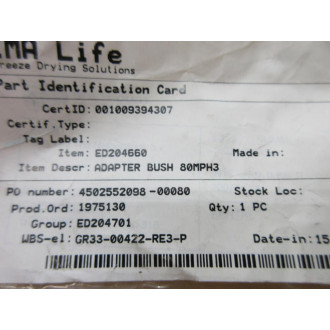 IMA Life
Freeze Drying Solutions
Part Identification Card
CertID: 001009394307
Certif.Type:
Tag Label:
Item: ED204660 Made in:
Item Descr: ADAPTER BUSH 80MPH3
PO number: 4502552098-00080 Stock Loc:
Prod.Ord: 1975130 Qty: 1 PC
Group: ED204701
WBS-el: GR33-00422-RE3-P Date-in: 15